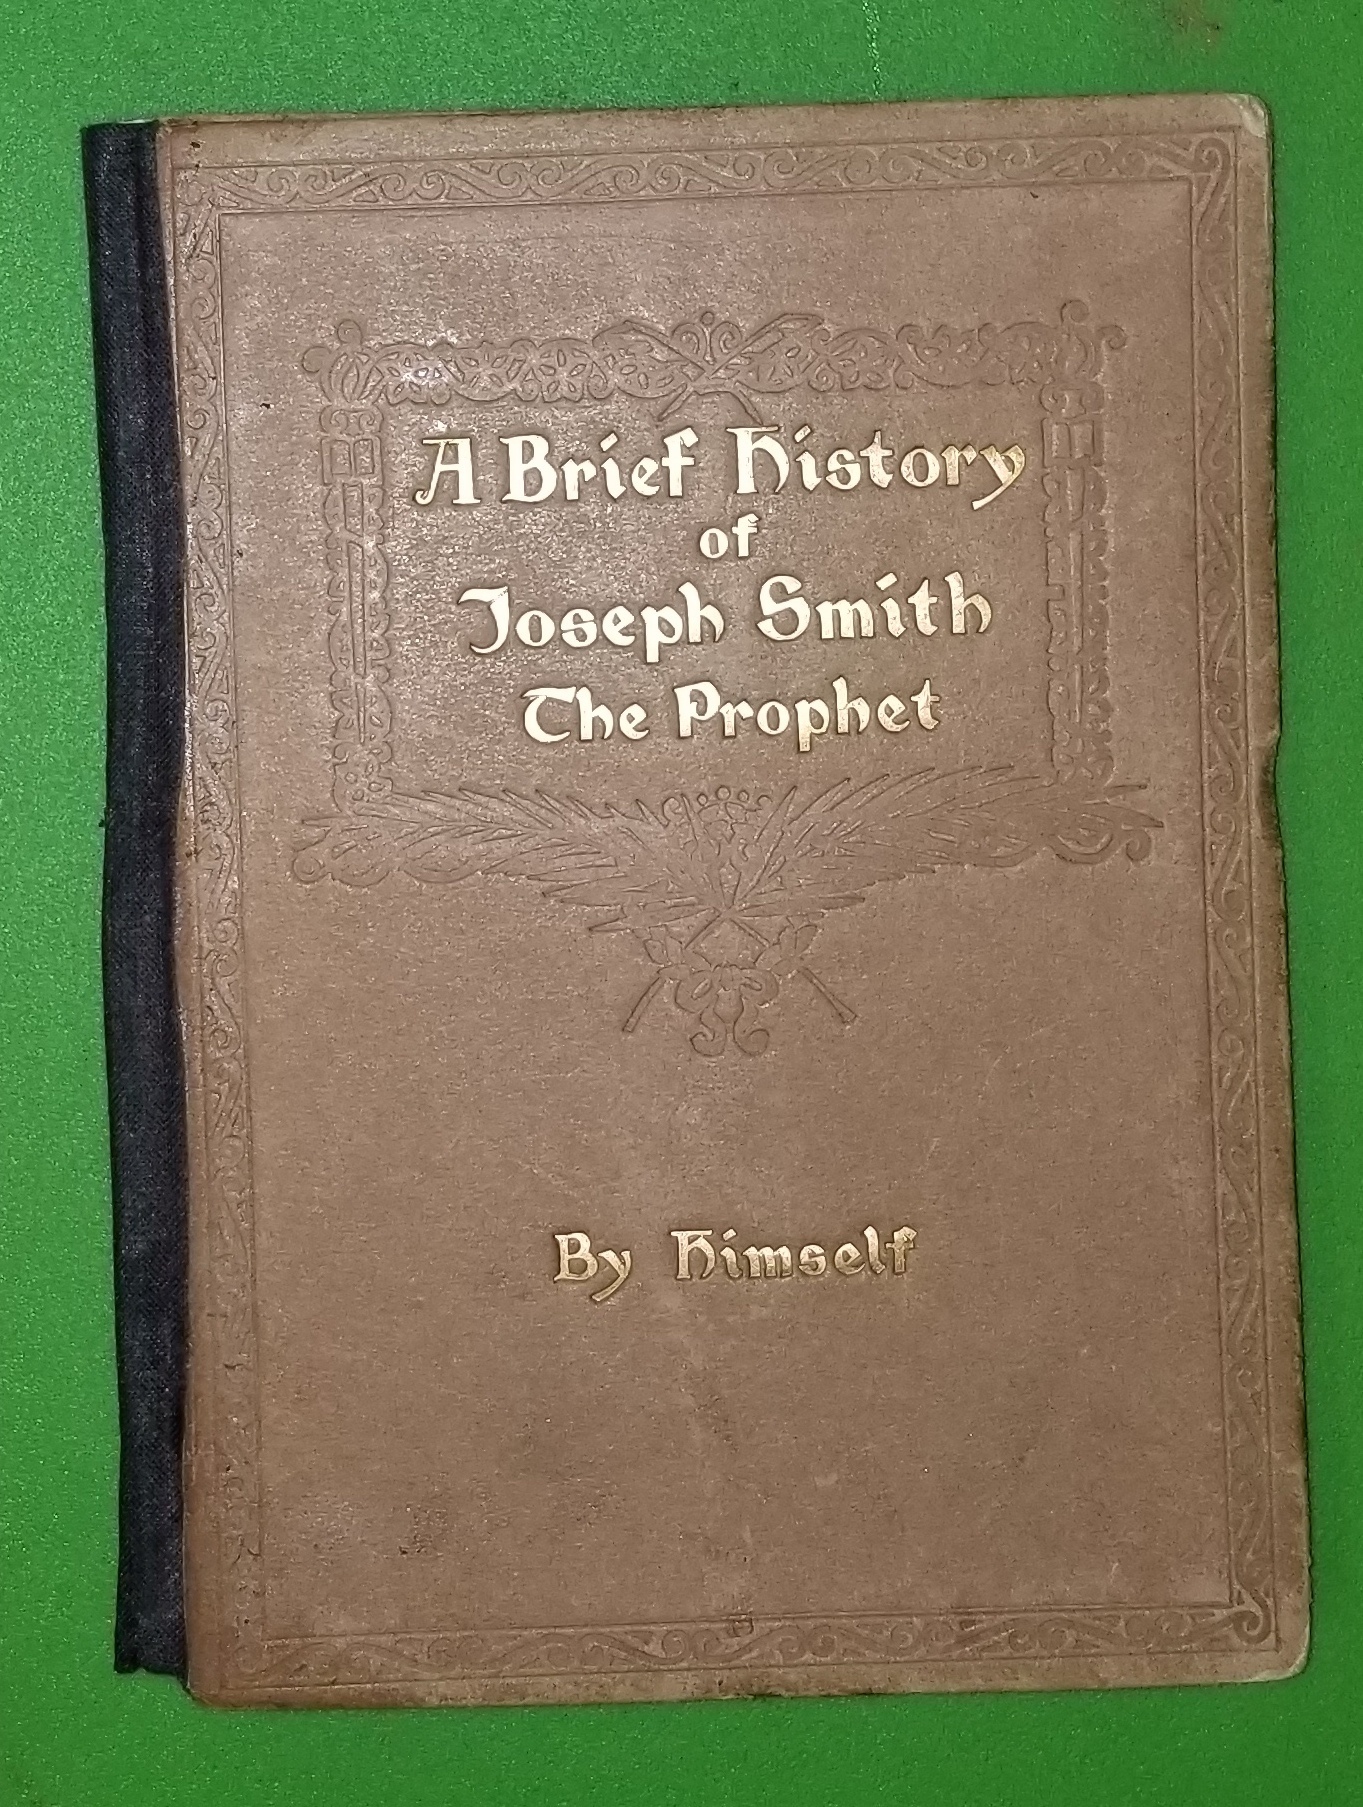 A Brief History
of
Joseph Smith
The Prophet
By Himself